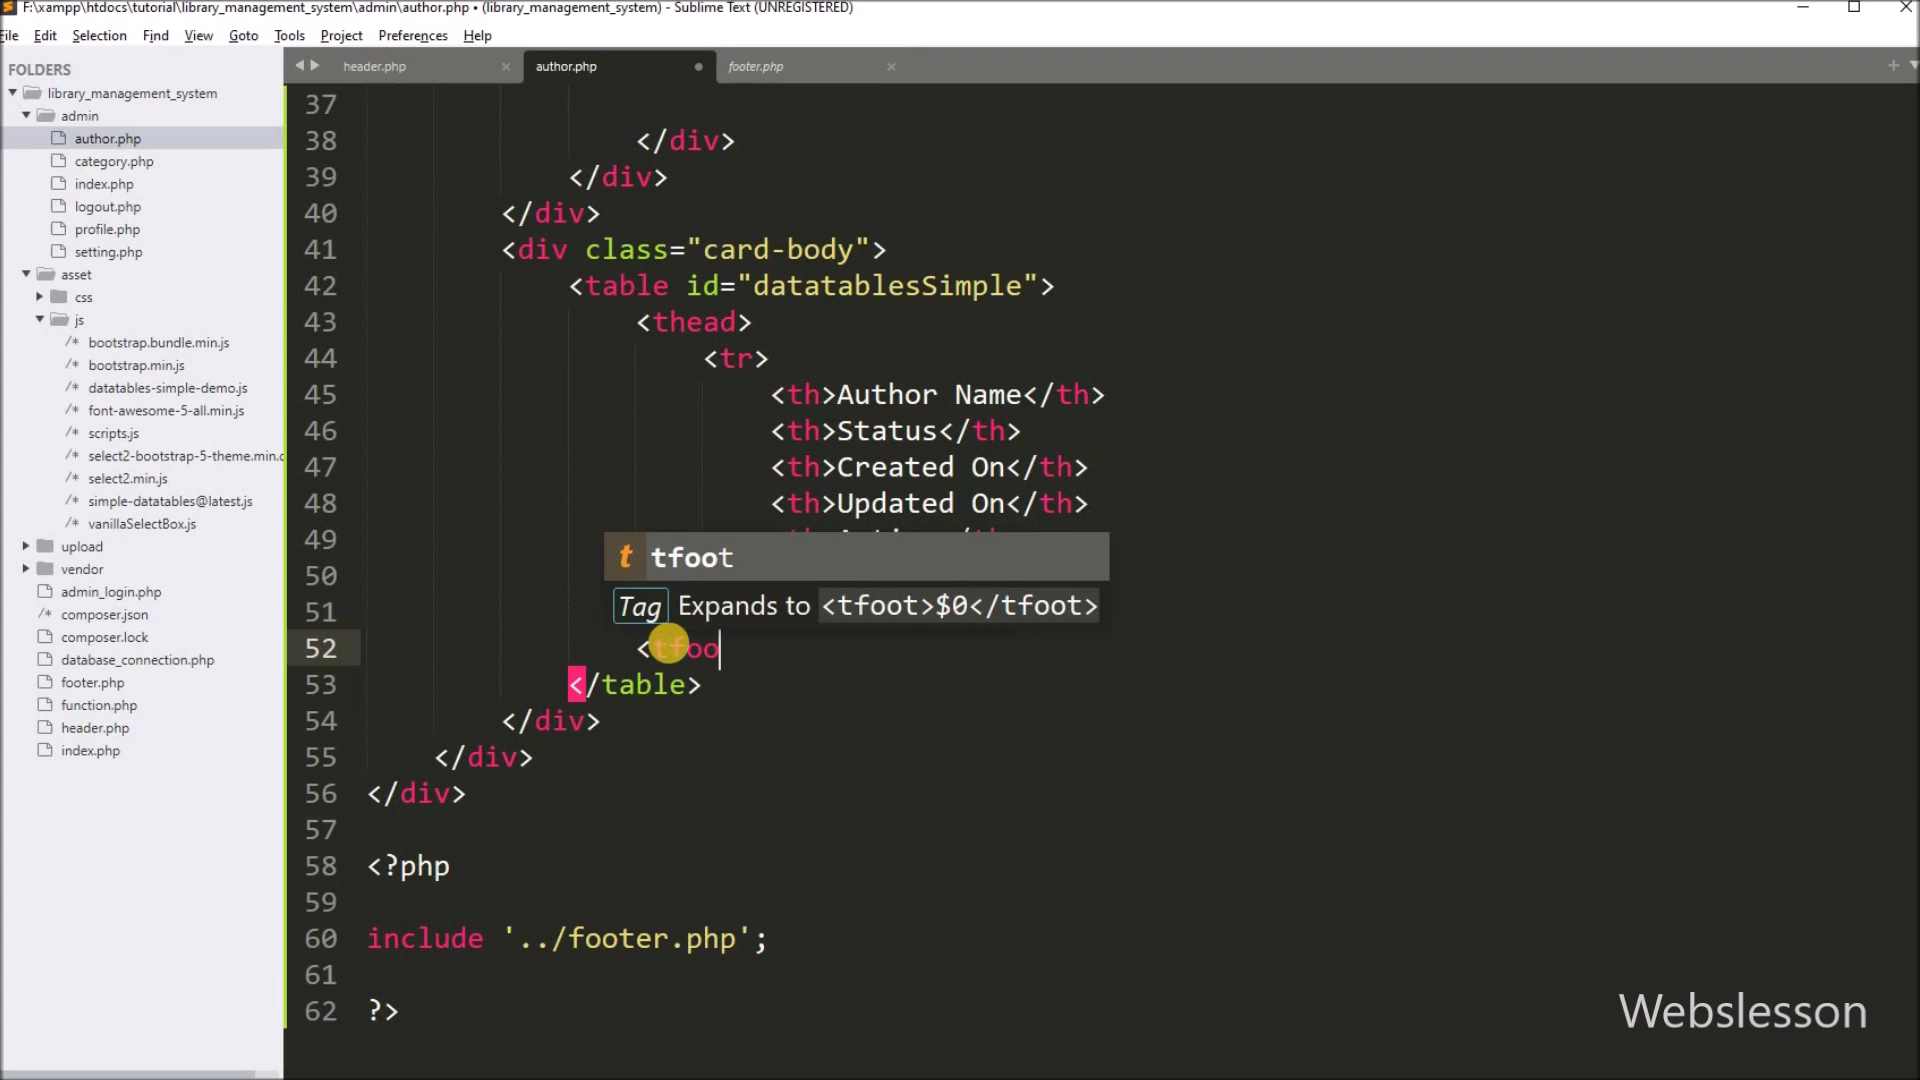 F:\xampp\htdocs\tutorial\library_management_system\admin\author.php • (library_management_system) - Sublime Text (UNREGISTERED)
File Edit Selection Find View Goto Tools Project Preferences Help
FOLDERS
library_management_system
admin
author.php
category.php
index.php
logout.php
profile.php
setting.php
asset
css
js
/* bootstrap.bundle.min.js
/* bootstrap.min.js
/* datatables-simple-demo.js
/* font-awesome-5-all.min.js
/* scripts.js
/* select2-bootstrap-5-theme.min.c
/* select2.min.js
/* simple-datatables@latest.js
/* vanillaSelectBox.js
upload
vendor
admin_login.php
/* composer.json
composer.lock
database_connection.php
footer.php
function.php
header.php
index.php
header.php author.php footer.php
37
38 </div>
39 </div>
40 </div>
41 <div class="card-body">
42 <table id="datatablesSimple">
43 <thead>
44 <tr>
45 <th>Author Name</th>
46 <th>Status</th>
47 <th>Created On</th>
48 <th>Updated On</th>
49
50
t tfoot
51
Tag Expands to <tfoot>$0</tfoot>
52 <tfoo
53 </table>
54 </div>
55 </div>
56 </div>
57
58 <?php
59
60 include '../footer.php';
61
62 ?>
Webslesson